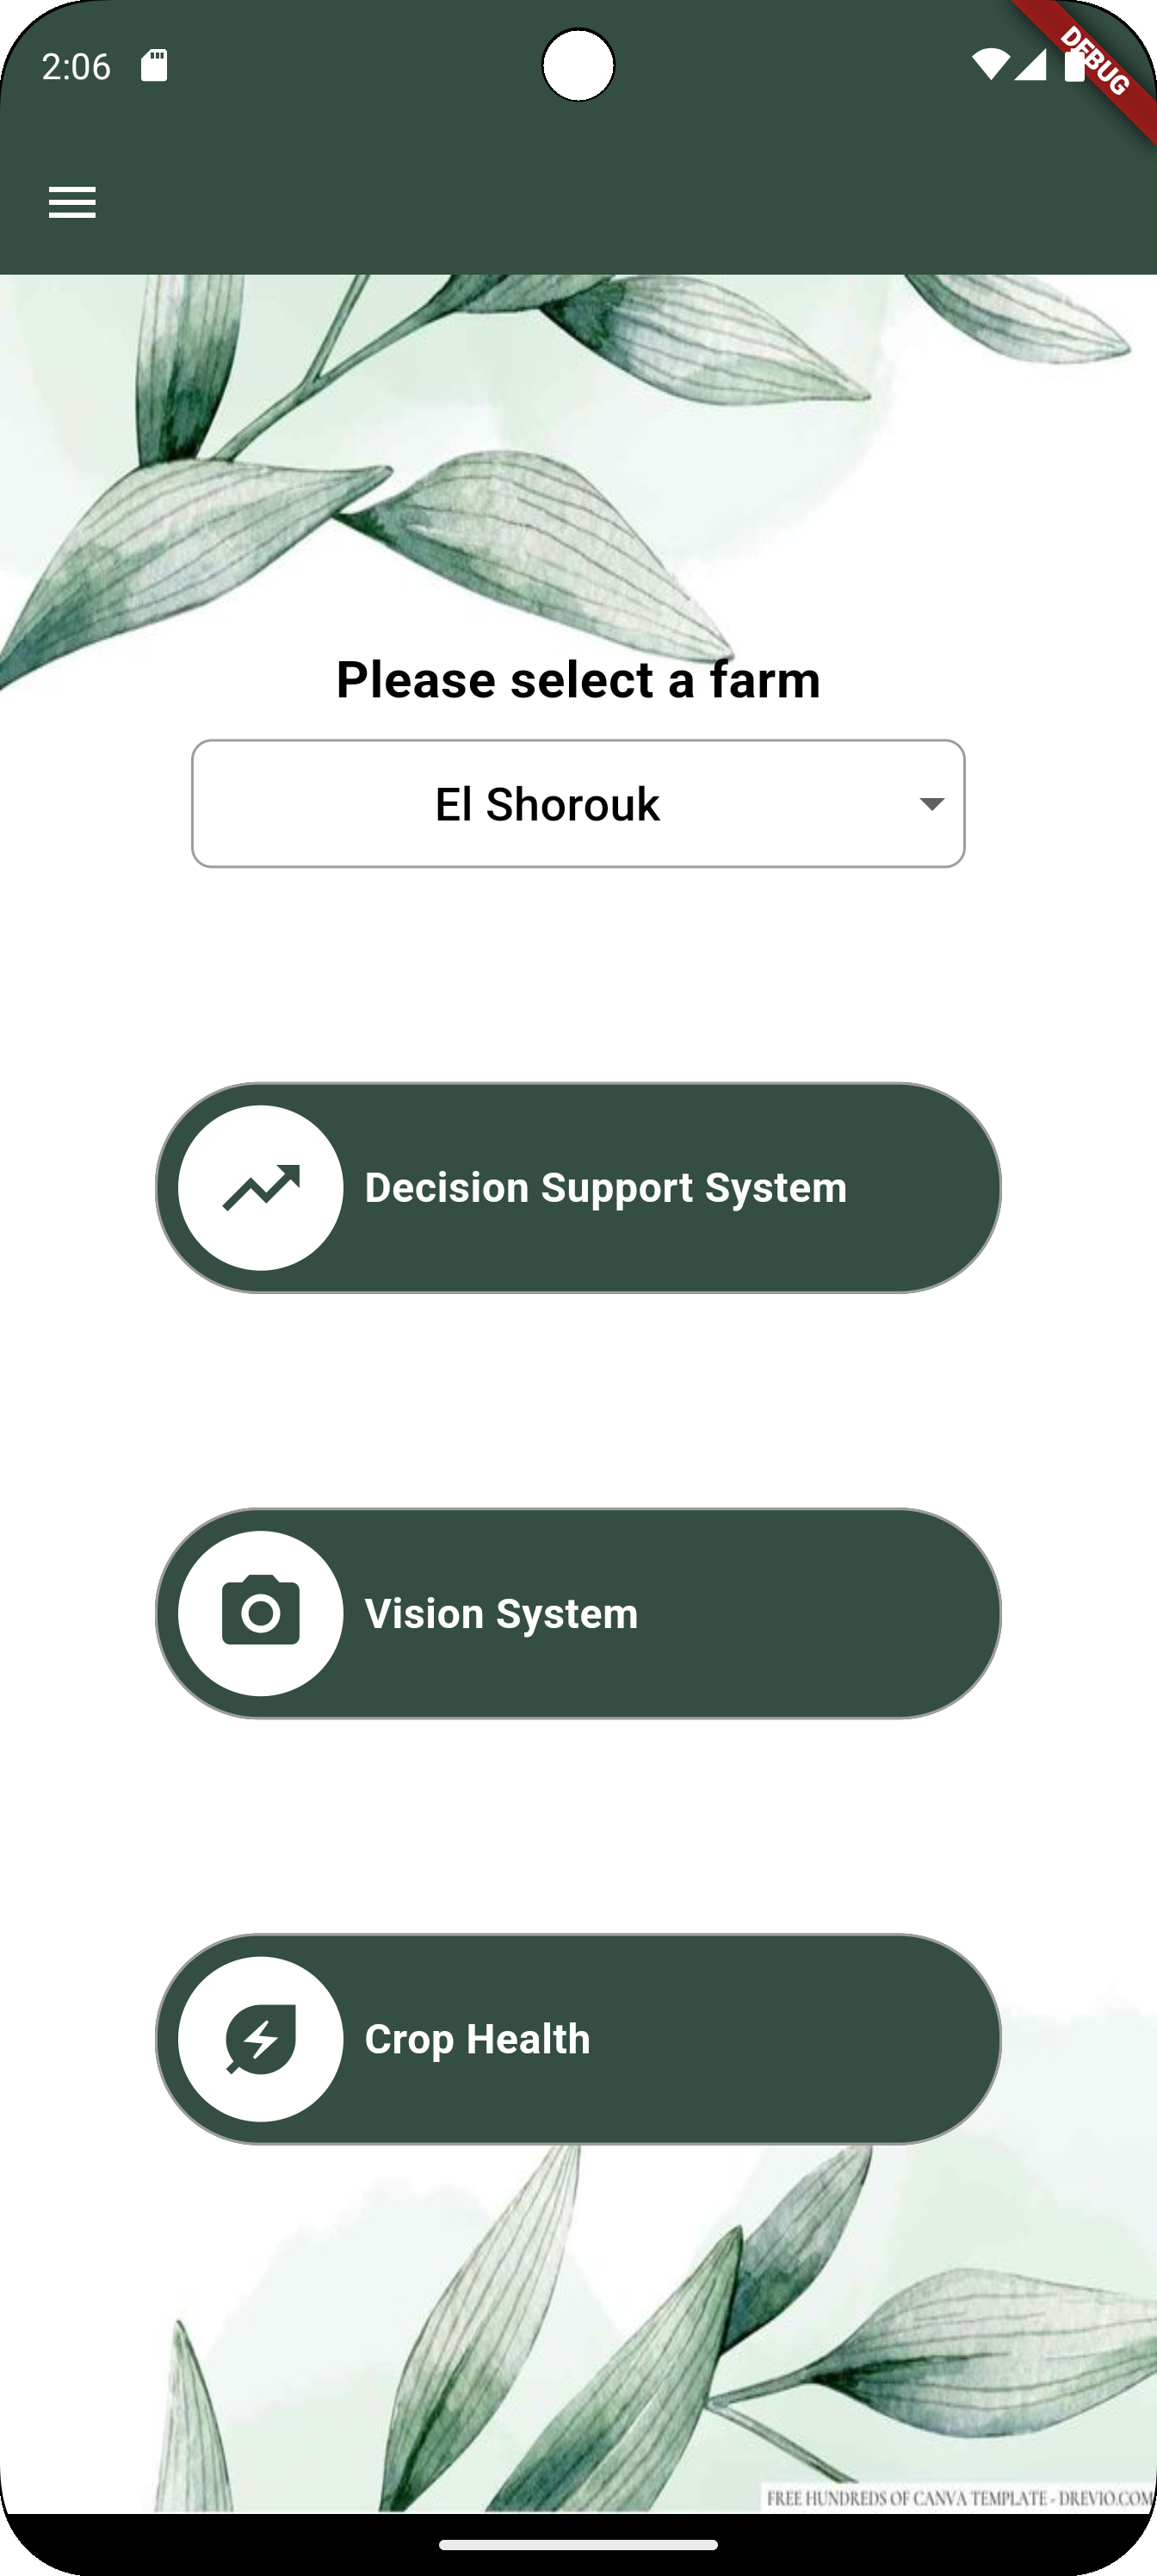 2:06
DEBUG
Please select a farm
El Shorouk
Decision Support System
Vision System
Crop Health
FREE HUNDREDS OF CANVA TEMPLATE - DREVIO.COM